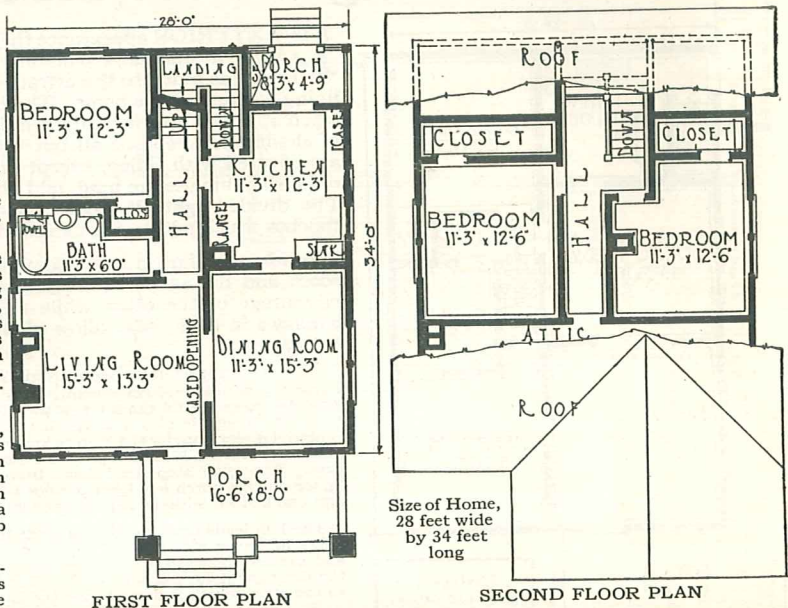 28'-0"
LANDING
PORCH
8'-3" x 4'-9"
BEDROOM
11'-3" x 12'-3"
UP
DOWN
CASE
KITCHEN
11'-3" x 12'-3"
HALL
RANGE
CLOS
TOWELS
BATH
11'3" x 6'0"
SINK
34'-0"
LIVING ROOM
15'-3" x 13'3"
CASED OPENING
DINING ROOM
11'-3" x 15'-3"
PORCH
16'-6" x 8'-0"
FIRST FLOOR PLAN
ROOF
CLOSET
DOWN
CLOSET
HALL
BEDROOM
11'-3" x 12'-6"
BEDROOM
11'-3" x 12'-6"
ATTIC
ROOF
Size of Home,
28 feet wide
by 34 feet
long
SECOND FLOOR PLAN